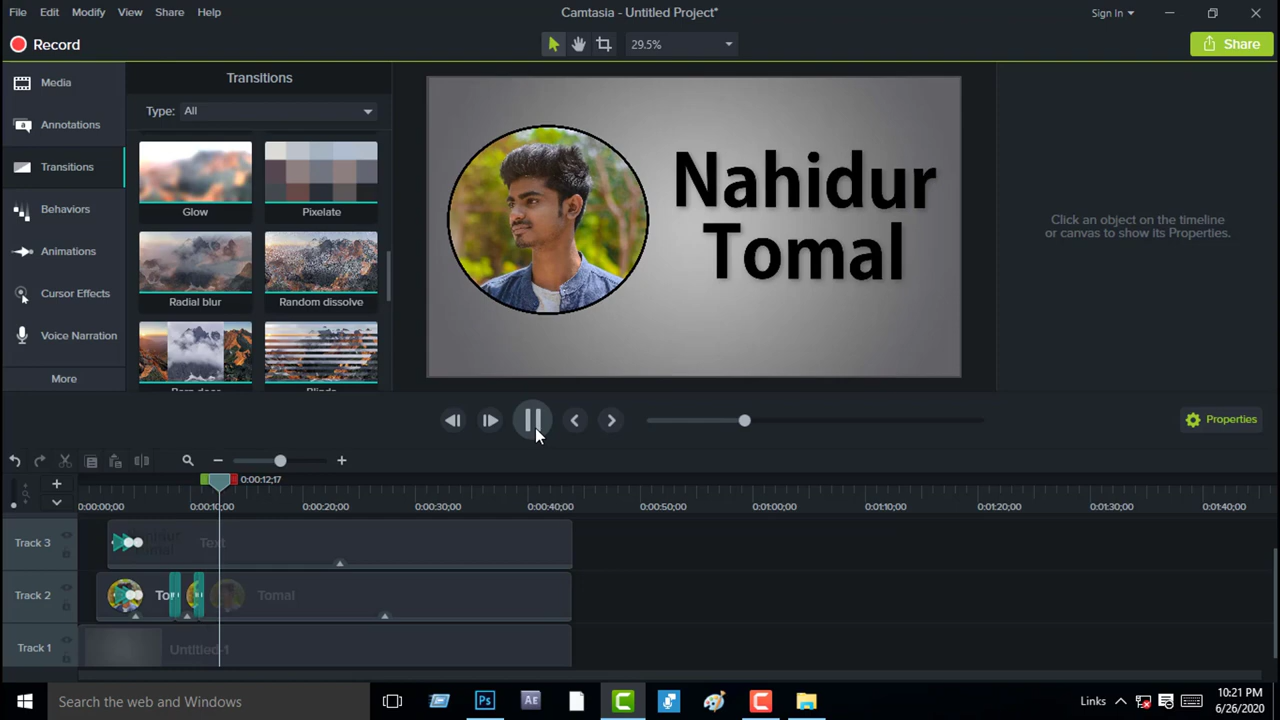 File Edit Modify View Share Help
Camtasia - Untitled Project*
Sign In
Record
29.5%
Share
Media
Annotations
Transitions
Behaviors
Animations
Cursor Effects
Voice Narration
More
Transitions
Type: All
Glow Pixelate
Radial blur Random dissolve
Nahidur
Tomal
Click an object on the timeline
or canvas to show its Properties.
Properties
0:00:12;17
0:00:00;00 0:00:10;00 0:00:20;00 0:00:30;00 0:00:40;00 0:00:50;00 0:01:00;00 0:01:10;00 0:01:20;00 0:01:30;00 0:01:40;00
Track 3 Nahidur Tomal Text
Track 2 Tomal
Track 1 Untitled-1
Search the web and Windows
Ps
Ae
Links
10:21 PM
6/26/2020